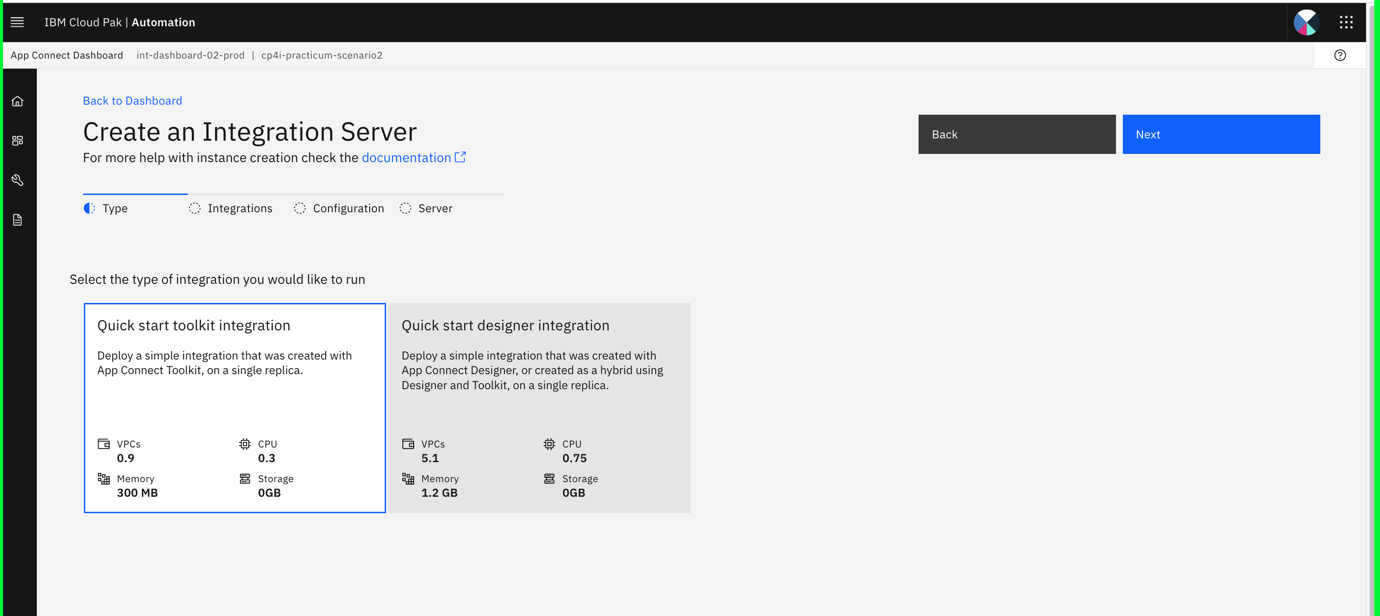 IBM Cloud Pak | Automation
App Connect Dashboard int-dashboard-02-prod | cp4i-practicum-scenario2
Back to Dashboard
Create an Integration Server
For more help with instance creation check the documentation
Back
Next
Type
Integrations
Configuration
Server
Select the type of integration you would like to run
Quick start toolkit integration
Deploy a simple integration that was created with
App Connect Toolkit, on a single replica.
VPCs
0.9
CPU
0.3
Memory
300 MB
Storage
0GB
Quick start designer integration
Deploy a simple integration that was created with
App Connect Designer, or created as a hybrid using
Designer and Toolkit, on a single replica.
VPCs
5.1
CPU
0.75
Memory
1.2 GB
Storage
0GB